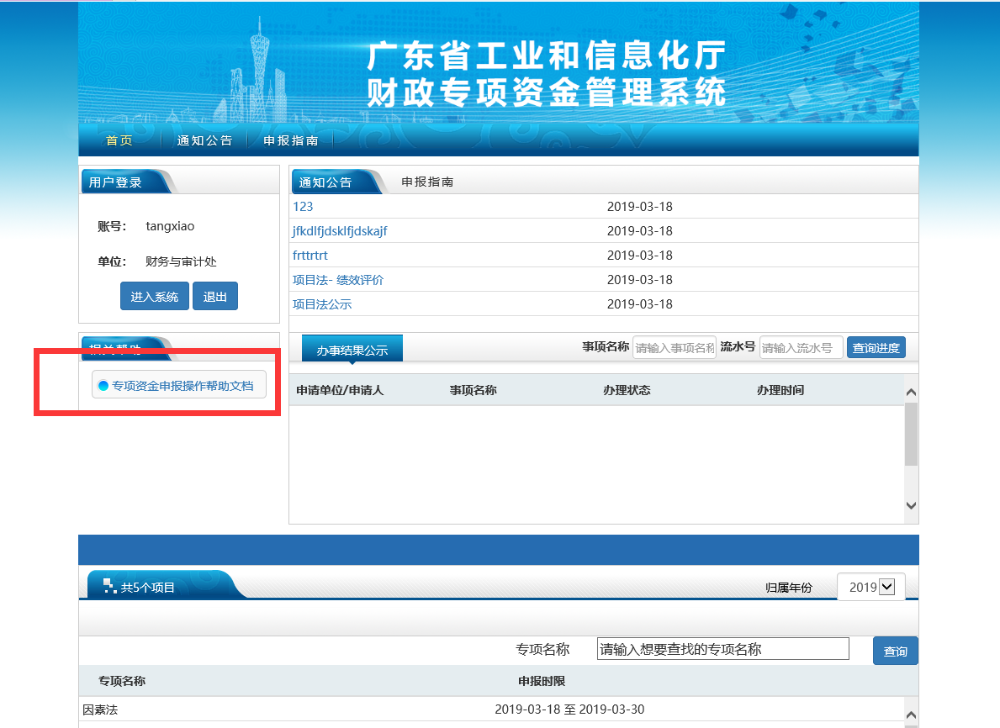 广东省工业和信息化厅
财政专项资金管理系统
首页 通知公告 申报指南
用户登录
账号： tangxiao
单位： 财务与审计处
进入系统 退出
相关帮助
专项资金申报操作帮助文档
通知公告 申报指南
123 2019-03-18
jfkdlfjdsklfjdskajf 2019-03-18
frttrtrt 2019-03-18
项目法- 绩效评价 2019-03-18
项目法公示 2019-03-18
办事结果公示 事项名称 请输入事项名称 流水号 请输入流水号 查询进度
申请单位/申请人 事项名称 办理状态 办理时间
共5个项目 归属年份 2019
专项名称 请输入想要查找的专项名称 查询
专项名称 申报时限
因素法 2019-03-18 至 2019-03-30